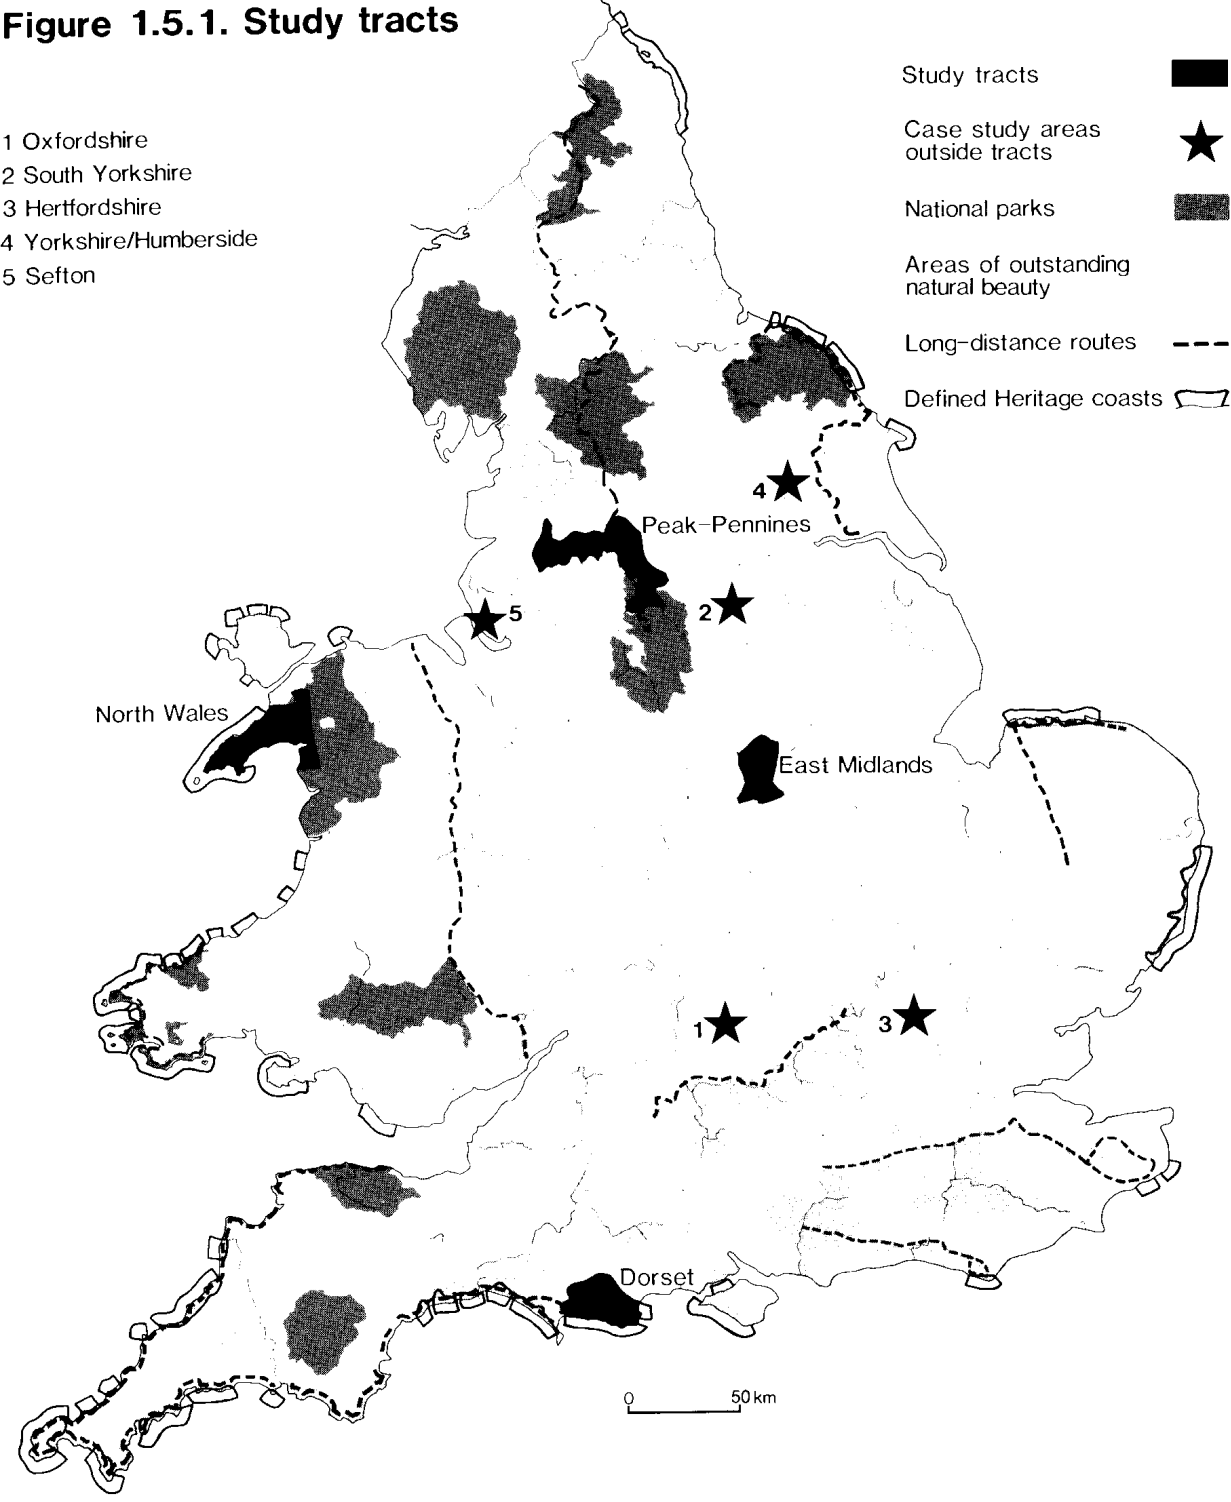 Figure 1.5.1. Study tracts
1 Oxfordshire
2 South Yorkshire
3 Hertfordshire
4 Yorkshire/Humberside
5 Sefton
Study tracts
Case study areas
outside tracts
National parks
Areas of outstanding
natural beauty
Long-distance routes
Defined Heritage coasts
4
Peak-Pennines
5
2
North Wales
East Midlands
1
3
Dorset
0 50 km